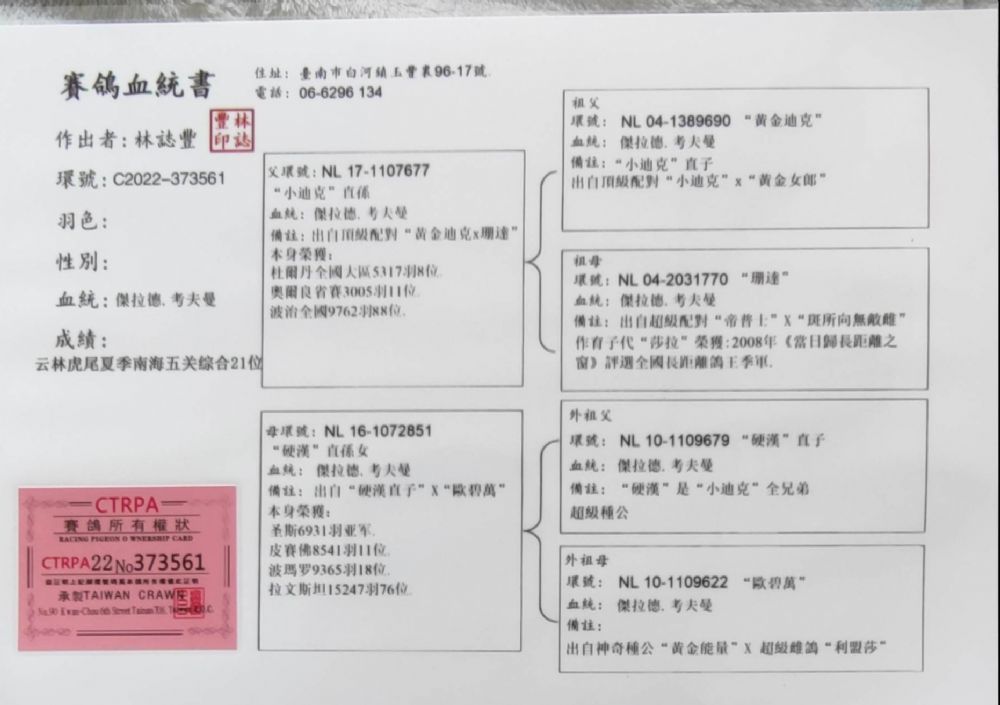 賽鴿血統書
住址：臺南市白河鎮玉豐裏96-17號.
電話：06-6296 134
作出者：林誌豐
林誌豐印
環號：C2022-373561
羽色：
性別：
血統：傑拉德.考夫曼
成績：
云林虎尾夏季南海五关综合21位
父環號：NL 17-1107677
“小迪克”直孫
血統：傑拉德.考夫曼
備註：出自頂級配對“黃金迪克x珊達”
本身榮獲：
杜爾丹全國大區5317羽8位.
奧爾良省賽3005羽11位.
波治全國9762羽88位.
母環號：NL 16-1072851
“硬漢”直孫女
血統：傑拉德.考夫曼
備註：出自“硬漢直子”X“歐碧萬”
本身榮獲：
圣斯6931羽亚军.
皮賽佛8541羽11位.
波瑪罗9365羽18位.
拉文斯坦15247羽76位.
祖父
環號：NL 04-1389690 “黃金迪克”
血統：傑拉德.考夫曼
備註：“小迪克”直子
出自頂級配對“小迪克”x“黃金女郎”
祖母
環號：NL 04-2031770 “珊達”
血統：傑拉德.考夫曼
備註：出自超級配對“帝普士”X“斑所向無敵雌”
作育子代“莎拉”榮獲：2008年《當日歸長距離之
窗》評選全國長距離鴿王季軍.
外祖父
環號：NL 10-1109679 “硬漢”直子
血統：傑拉德.考夫曼
備註：“硬漢”是“小迪克”全兄弟
超級種公
外祖母
環號：NL 10-1109622 “歐碧萬”
血統：傑拉德.考夫曼
備註：
出自神奇種公“黃金能量”X 超級雌鴿“利盟莎”
CTRPA
賽鴿所有權狀
RACING PIGEON OWNERSHIP CARD
CTRPA22No373561
承製TAIWAN CRAWN